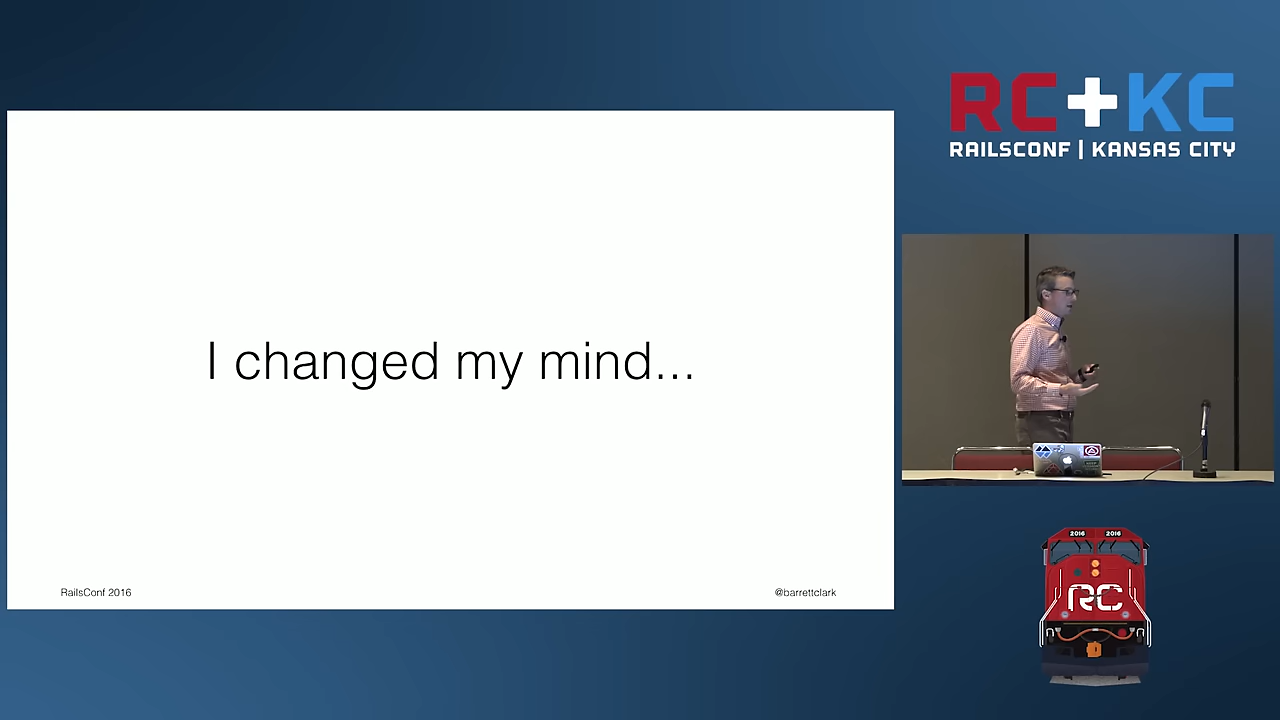 RC+KC
RAILSCONF | KANSAS CITY
I changed my mind...
RailsConf 2016
@barrettclark
2016 2016
RC